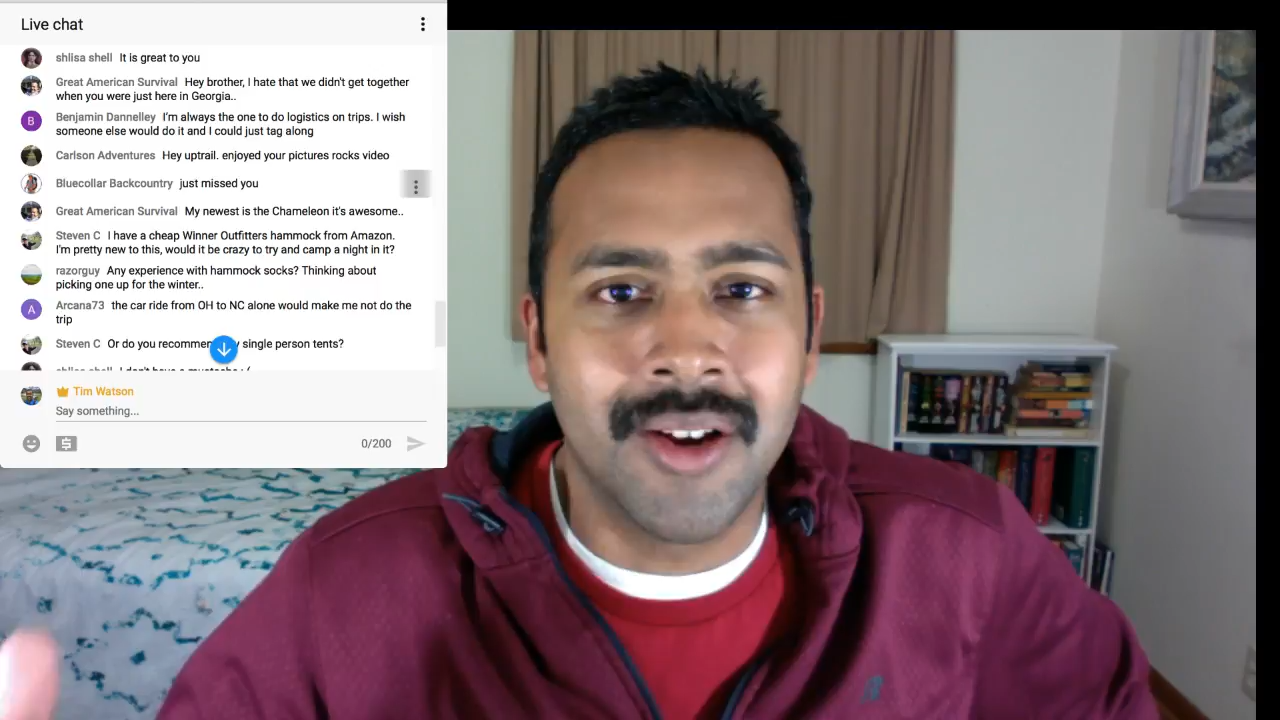 Live chat
shlisa shell It is great to you
Great American Survival Hey brother, I hate that we didn't get together
when you were just here in Georgia..
B
Benjamin Dannelley I'm always the one to do logistics on trips. I wish
someone else would do it and I could just tag along
Carlson Adventures Hey uptrail. enjoyed your pictures rocks video
Bluecollar Backcountry just missed you
Great American Survival My newest is the Chameleon it's awesome..
Steven C I have a cheap Winner Outfitters hammock from Amazon.
I'm pretty new to this, would it be crazy to try and camp a night in it?
razorguy Any experience with hammock socks? Thinking about
picking one up for the winter..
A
Arcana73 the car ride from OH to NC alone would make me not do the
trip
Steven C Or do you recommen single person tents?
Tim Watson
Say something...
0/200